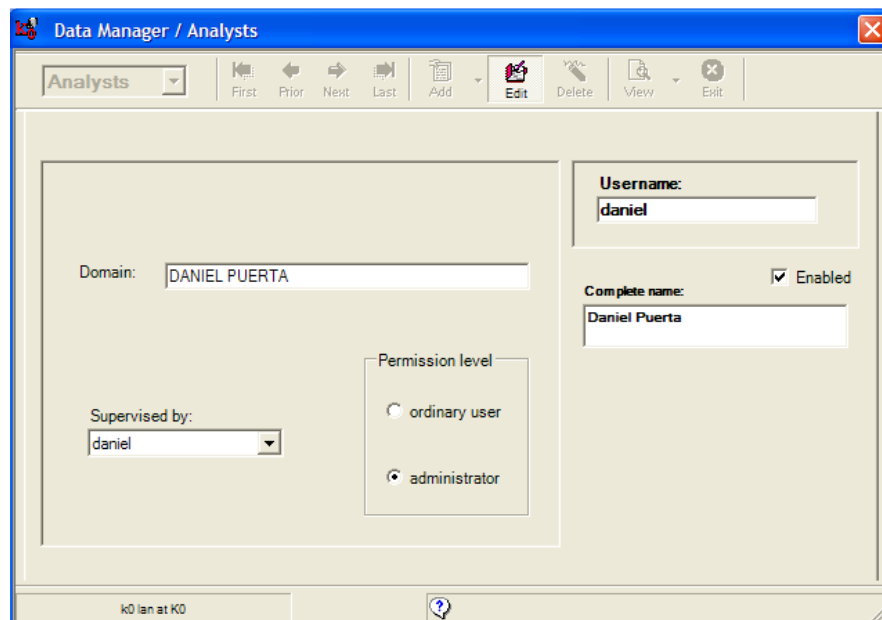 Data Manager / Analysts
Analysts
First Prior Next Last Add Edit Delete View Exit
Username:
daniel
Domain: DANIEL PUERTA
Enabled
Complete name:
Daniel Puerta
Permission level
ordinary user
Supervised by:
daniel
administrator
k0 lan at K0